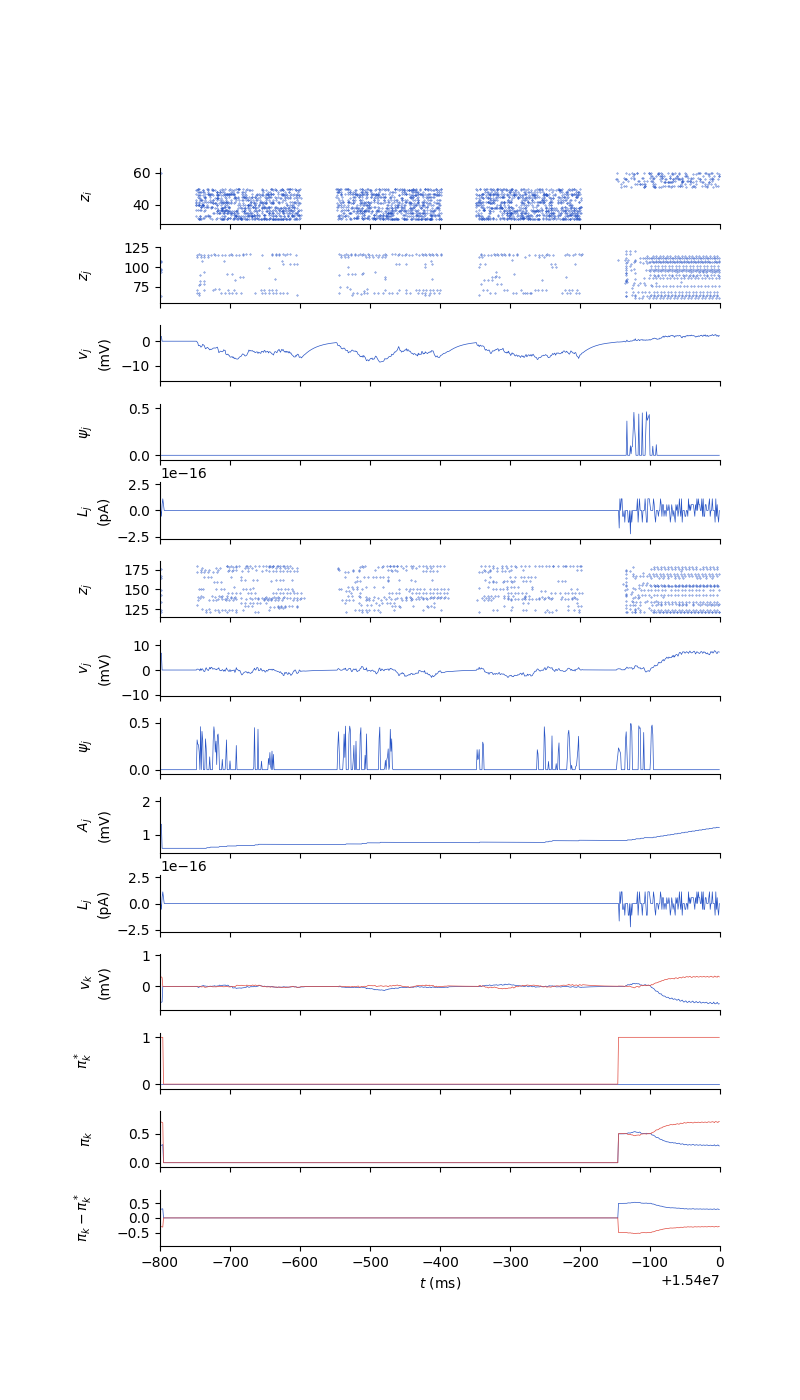 60
40
z_i
125
100
75
z_j
0
−10
v_j
(mV)
0.5
0.0
ψ_j
1e−16
2.5
0.0
−2.5
L_j
(pA)
175
150
125
z_j
10
0
−10
v_j
(mV)
0.5
0.0
ψ_j
2
1
A_j
(mV)
1e−16
2.5
0.0
−2.5
L_j
(pA)
1
0
v_k
(mV)
1
0
π_k^*
0.5
0.0
π_k
0.5
0.0
−0.5
π_k − π_k^*
−800 −700 −600 −500 −400 −300 −200 −100 0
t (ms)
+1.54e7